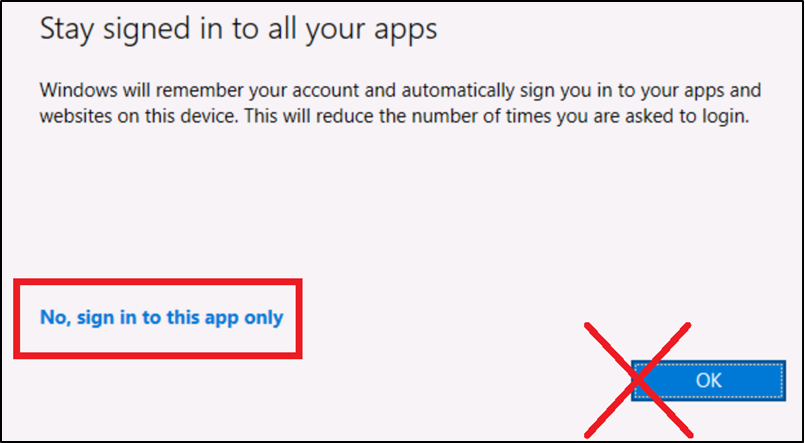 Stay signed in to all your apps
Windows will remember your account and automatically sign you in to your apps and
websites on this device. This will reduce the number of times you are asked to login.
No, sign in to this app only
OK